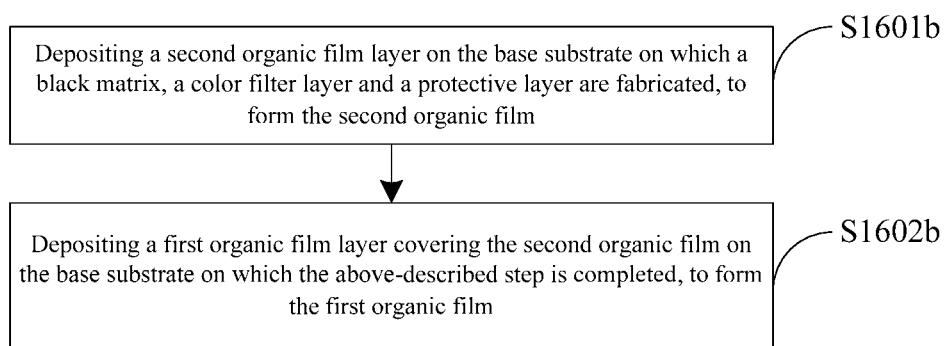 S1601b
Depositing a second organic film layer on the base substrate on which a
black matrix, a color filter layer and a protective layer are fabricated, to
form the second organic film
S1602b
Depositing a first organic film layer covering the second organic film on
the base substrate on which the above-described step is completed, to form
the first organic film